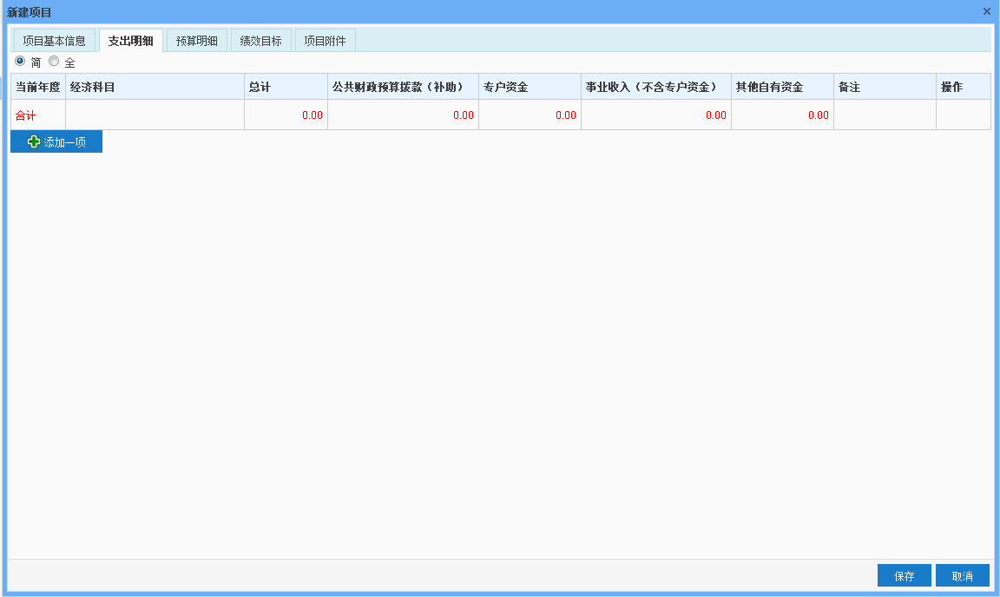 新建项目
项目基本信息 支出明细 预算明细 绩效目标 项目附件
简 全
当前年度 经济科目 总计 公共财政预算拨款（补助） 专户资金 事业收入（不含专户资金） 其他自有资金 备注 操作
合计 0.00 0.00 0.00 0.00 0.00
添加一项
保存 取消